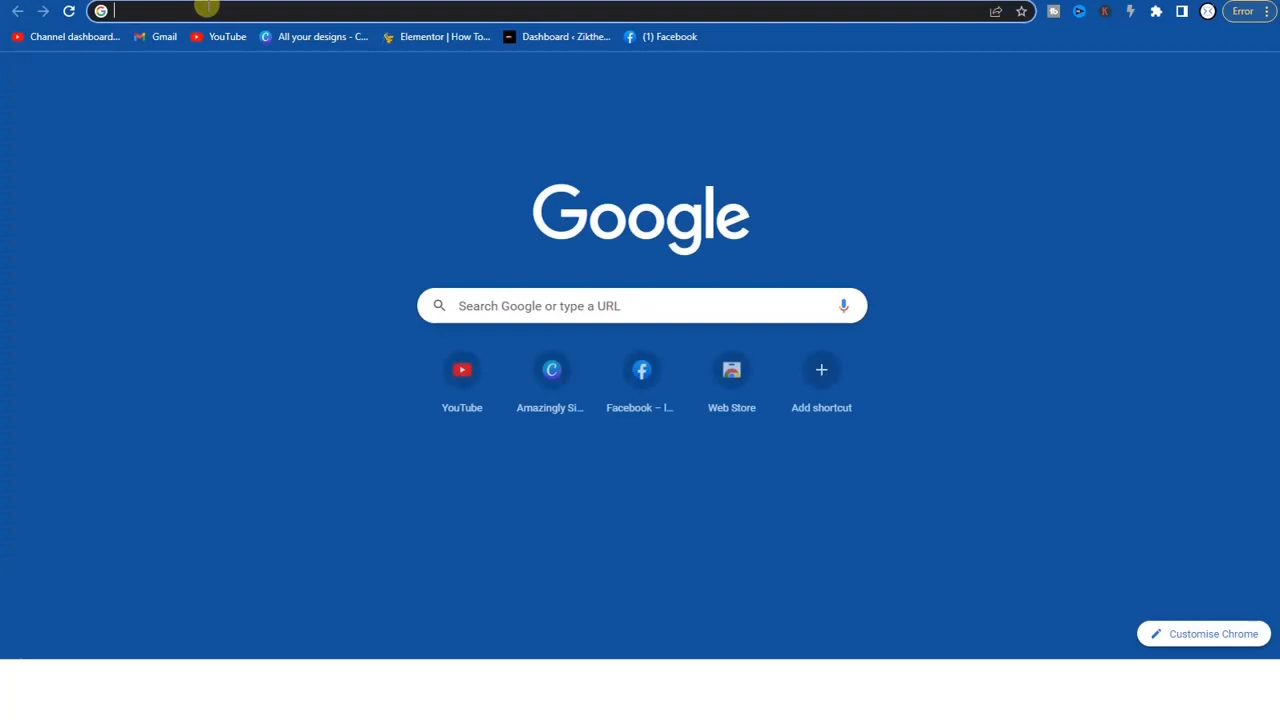 Error
Channel dashboard...
Gmail
YouTube
All your designs - C...
Elementor | How To...
Dashboard ‹ Zikthe...
(1) Facebook
Google
Search Google or type a URL
YouTube
Amazingly Si...
Facebook – l...
Web Store
Add shortcut
Customise Chrome